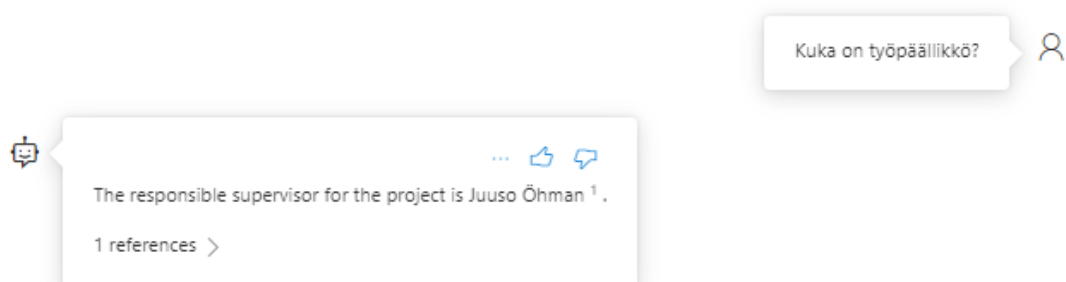 Kuka on työpäällikkö?
The responsible supervisor for the project is Juuso Öhman 1 .
1 references